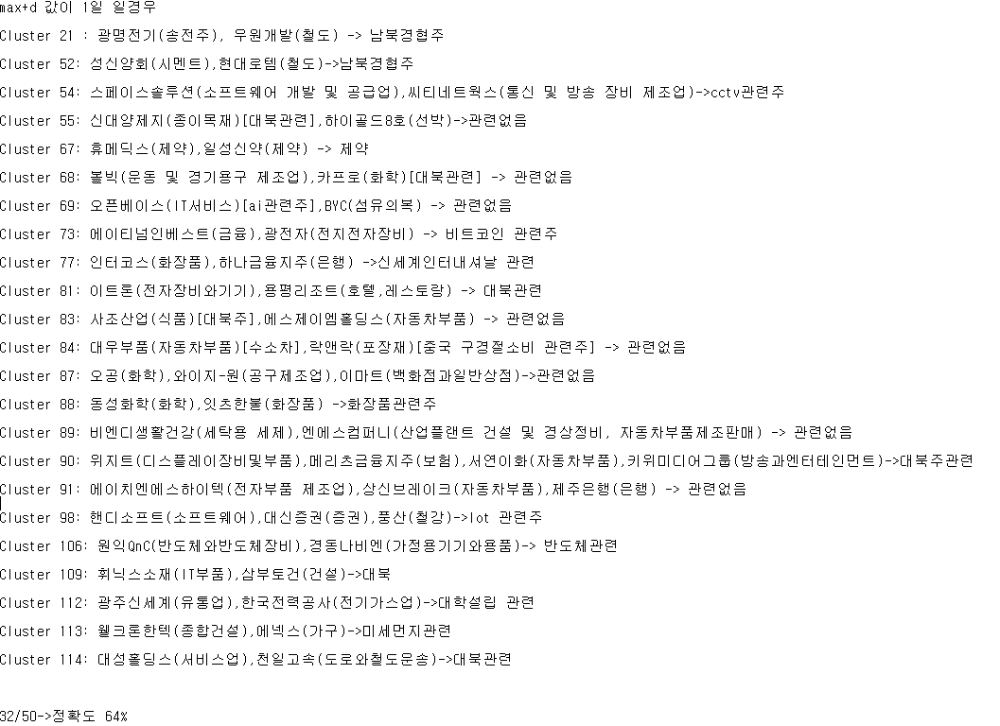 max+d 값이 1일 일경우
Cluster 21 : 광명전기(송전주), 우원개발(철도) -> 남북경협주
Cluster 52: 성신양회(시멘트),현대로템(철도)->남북경협주
Cluster 54: 스페이스솔루션(소프트웨어 개발 및 공급업),씨티네트웍스(통신 및 방송 장비 제조업)->cctv관련주
Cluster 55: 신대양제지(종이목재)[대북관련],하이골드8호(선박)->관련없음
Cluster 67: 휴메딕스(제약),일성신약(제약) -> 제약
Cluster 68: 볼빅(운동 및 경기용구 제조업),카프로(화학)[대북관련] -> 관련없음
Cluster 69: 오픈베이스(IT서비스)[ai관련주],BYC(섬유의복) -> 관련없음
Cluster 73: 에이티넘인베스트(금융),광전자(전지전자장비) -> 비트코인 관련주
Cluster 77: 인터코스(화장품),하나금융지주(은행) ->신세계인터내셔날 관련
Cluster 81: 이트론(전자장비와기기),용평리조트(호텔,레스토랑) -> 대북관련
Cluster 83: 사조산업(식품)[대북주],에스제이엠홀딩스(자동차부품) -> 관련없음
Cluster 84: 대우부품(자동차부품)[수소차],락앤락(포장재)[중국 구경절소비 관련주] -> 관련없음
Cluster 87: 오공(화학),와이지-원(공구제조업),이마트(백화점과일반상점)->관련없음
Cluster 88: 동성화학(화학),잇츠한불(화장품) ->화장품관련주
Cluster 89: 비엔디생활건강(세탁용 세제),엔에스컴퍼니(산업플랜트 건설 및 경상정비, 자동차부품제조판매) -> 관련없음
Cluster 90: 위지트(디스플레이장비및부품),메리츠금융지주(보험),서연이화(자동차부품),키위미디어그룹(방송과엔터테인먼트)->대북주관련
Cluster 91: 에이치엔에스하이텍(전자부품 제조업),상신브레이크(자동차부품),제주은행(은행) -> 관련없음
Cluster 98: 핸디소프트(소프트웨어),대신증권(증권),풍산(철강)->Iot 관련주
Cluster 106: 원익QnC(반도체와반도체장비),경동나비엔(가정용기기와용품)-> 반도체관련
Cluster 109: 휘닉스소재(IT부품),삼부토건(건설)->대북
Cluster 112: 광주신세계(유통업),한국전력공사(전기가스업)->대학설립 관련
Cluster 113: 웰크론한텍(종합건설),에넥스(가구)->미세먼지관련
Cluster 114: 대성홀딩스(서비스업),천일고속(도로와철도운송)->대북관련
32/50->정확도 64%